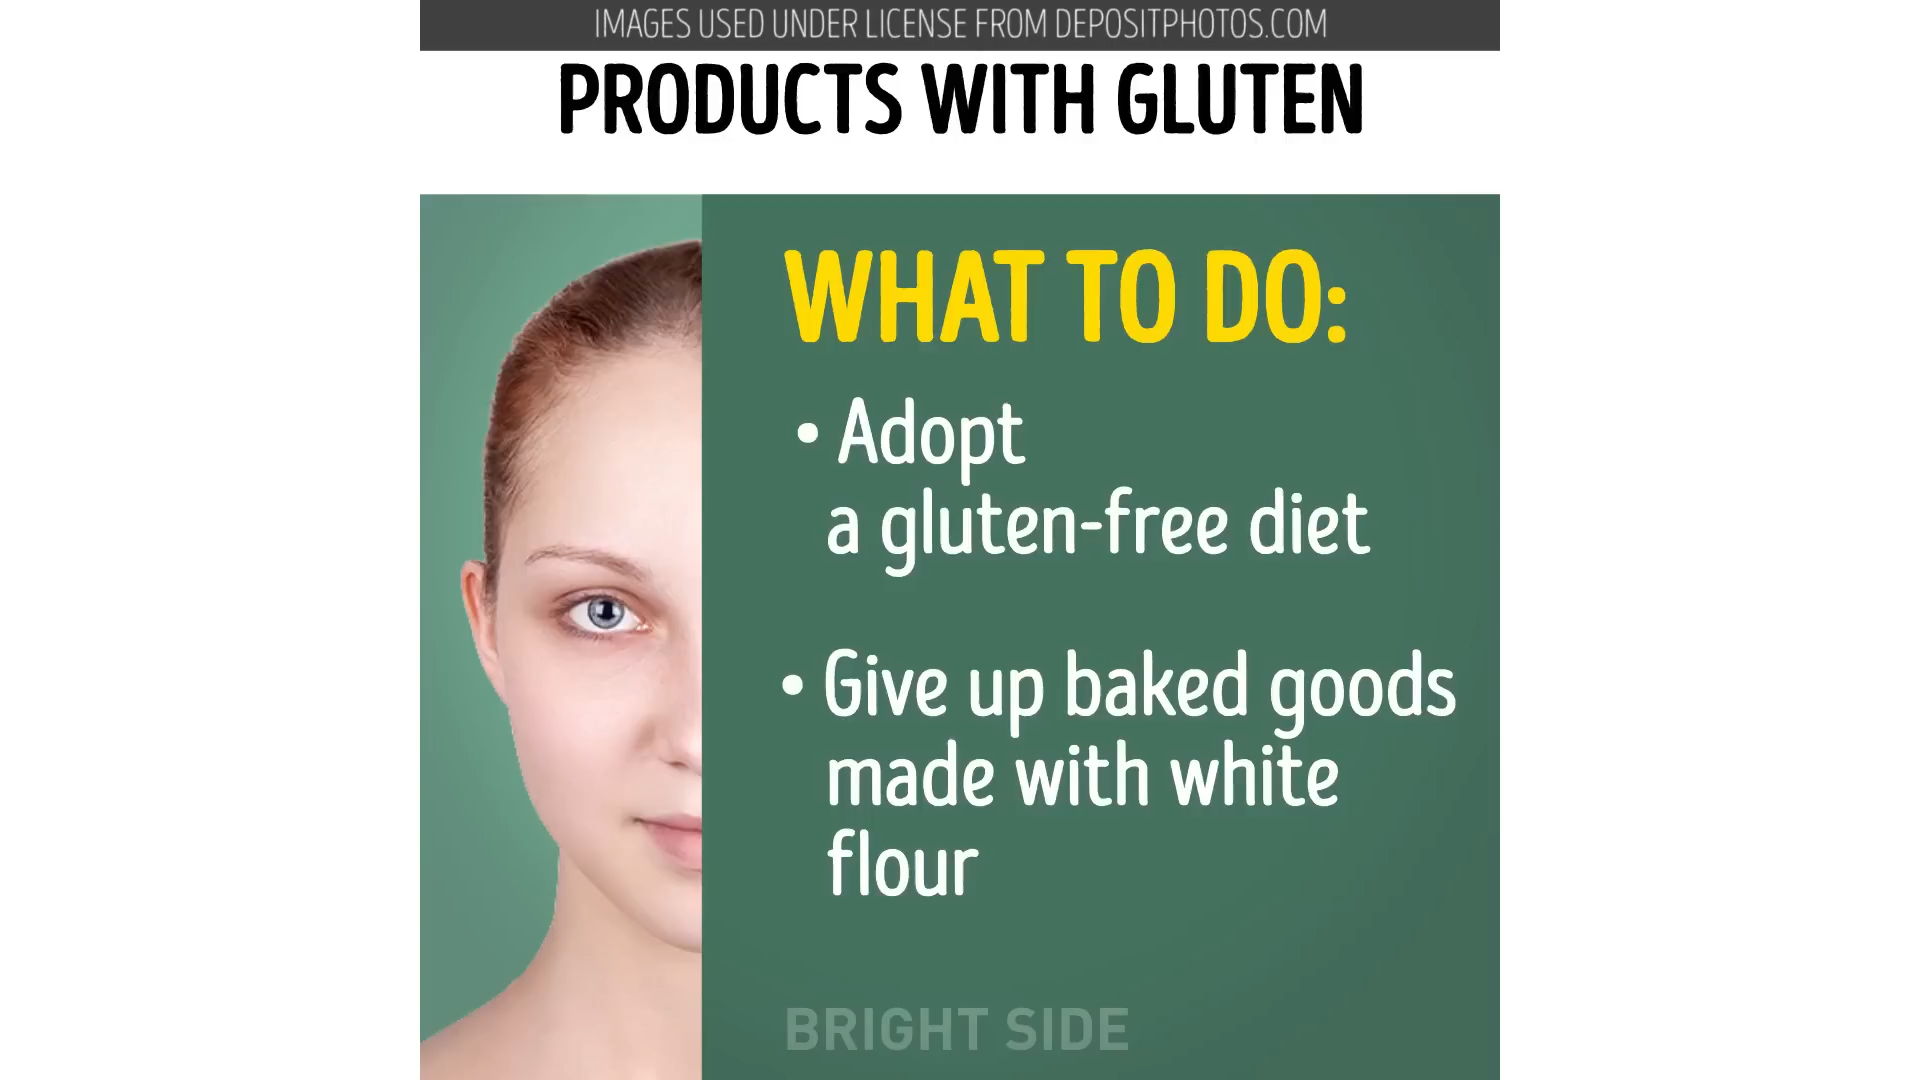 IMAGES USED UNDER LICENSE FROM DEPOSITPHOTOS.COM
PRODUCTS WITH GLUTEN
WHAT TO DO:
• Adopt
a gluten-free diet
• Give up baked goods
made with white
flour
BRIGHT SIDE